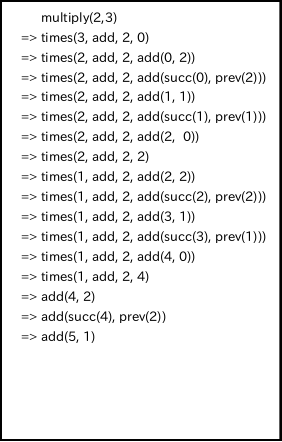 multiply(2,3)
=> times(3, add, 2, 0)
=> times(2, add, 2, add(0, 2))
=> times(2, add, 2, add(succ(0), prev(2)))
=> times(2, add, 2, add(1, 1))
=> times(2, add, 2, add(succ(1), prev(1)))
=> times(2, add, 2, add(2,  0))
=> times(2, add, 2, 2)
=> times(1, add, 2, add(2, 2))
=> times(1, add, 2, add(succ(2), prev(2)))
=> times(1, add, 2, add(3, 1))
=> times(1, add, 2, add(succ(3), prev(1)))
=> times(1, add, 2, add(4, 0))
=> times(1, add, 2, 4)
=> add(4, 2)
=> add(succ(4), prev(2))
=> add(5, 1)